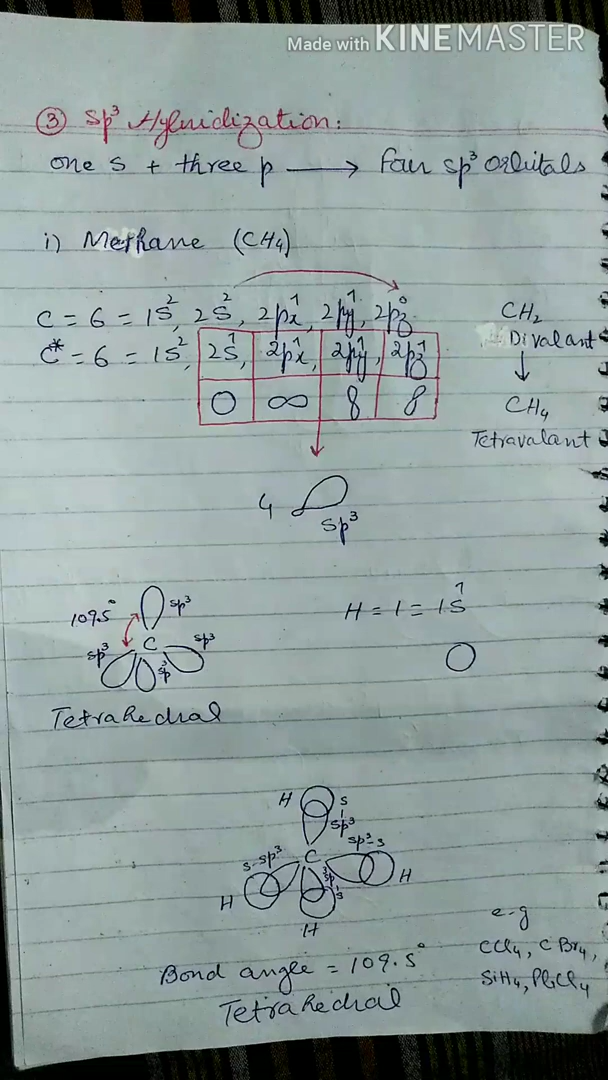 Made with KINEMASTER
③ Sp³ Hybridization:
one s + three p → four sp³ orbitals
i) Methane (CH₄)
C = 6 = 1S², 2S², 2px¹, 2py¹, 2pz⁰
CH₂
C* = 6 = 1S², 2S¹, 2px¹, 2py¹, 2pz¹
Divalant
↓
CH₄
Tetravalant
4
Sp³
109.5°
sp³
C
sp³
sp³
sp³
H = 1 = 1S¹
Tetrahedral
H
s-sp³
sp³-s
s-sp³
C
sp³-s
H
H
H
e-g
CCl₄, CBr₄,
SiH₄, PbCl₄
Bond angle = 109.5°
Tetrahedral